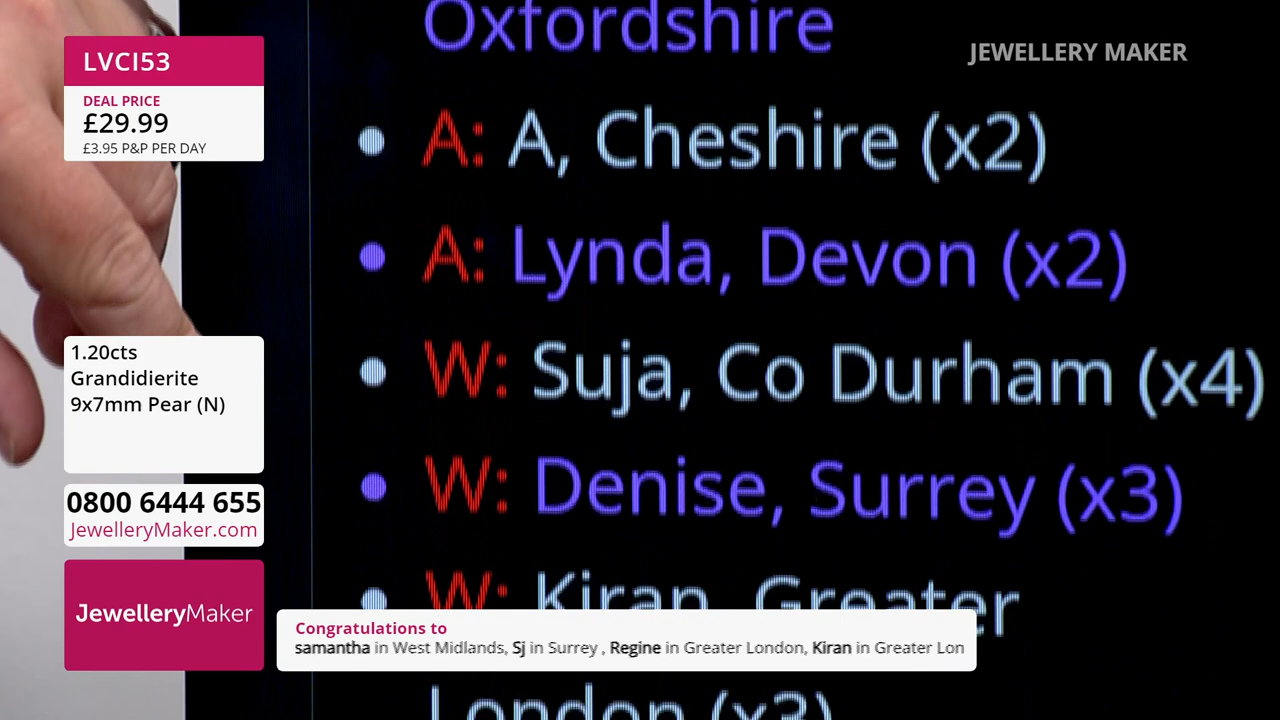 LVCI53
DEAL PRICE
£29.99
£3.95 P&P PER DAY
1.20cts
Grandidierite
9x7mm Pear (N)
0800 6444 655
JewelleryMaker.com
JewelleryMaker
JEWELLERY MAKER
Oxfordshire
• A: A, Cheshire (x2)
• A: Lynda, Devon (x2)
• W: Suja, Co Durham (x4)
• W: Denise, Surrey (x3)
• W: Kiran, Greater
London (x3)
Congratulations to
samantha in West Midlands, Sj in Surrey , Regine in Greater London, Kiran in Greater Lon